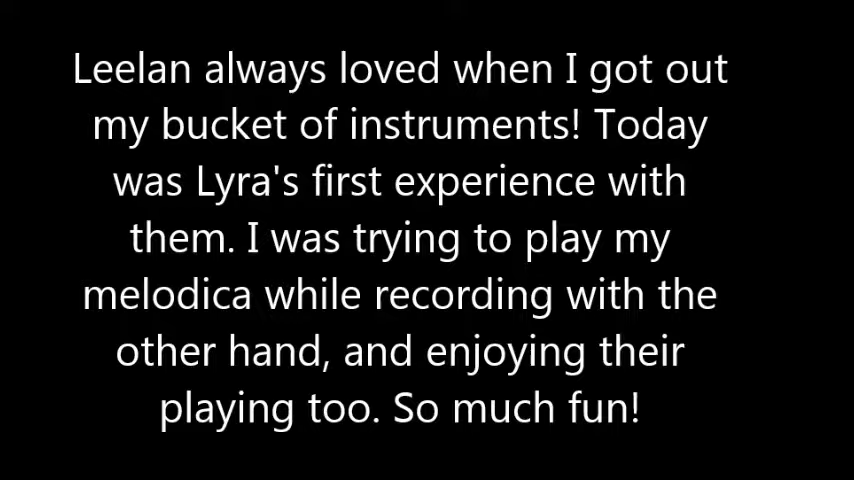 Leelan always loved when I got out
my bucket of instruments! Today
was Lyra's first experience with
them. I was trying to play my
melodica while recording with the
other hand, and enjoying their
playing too. So much fun!